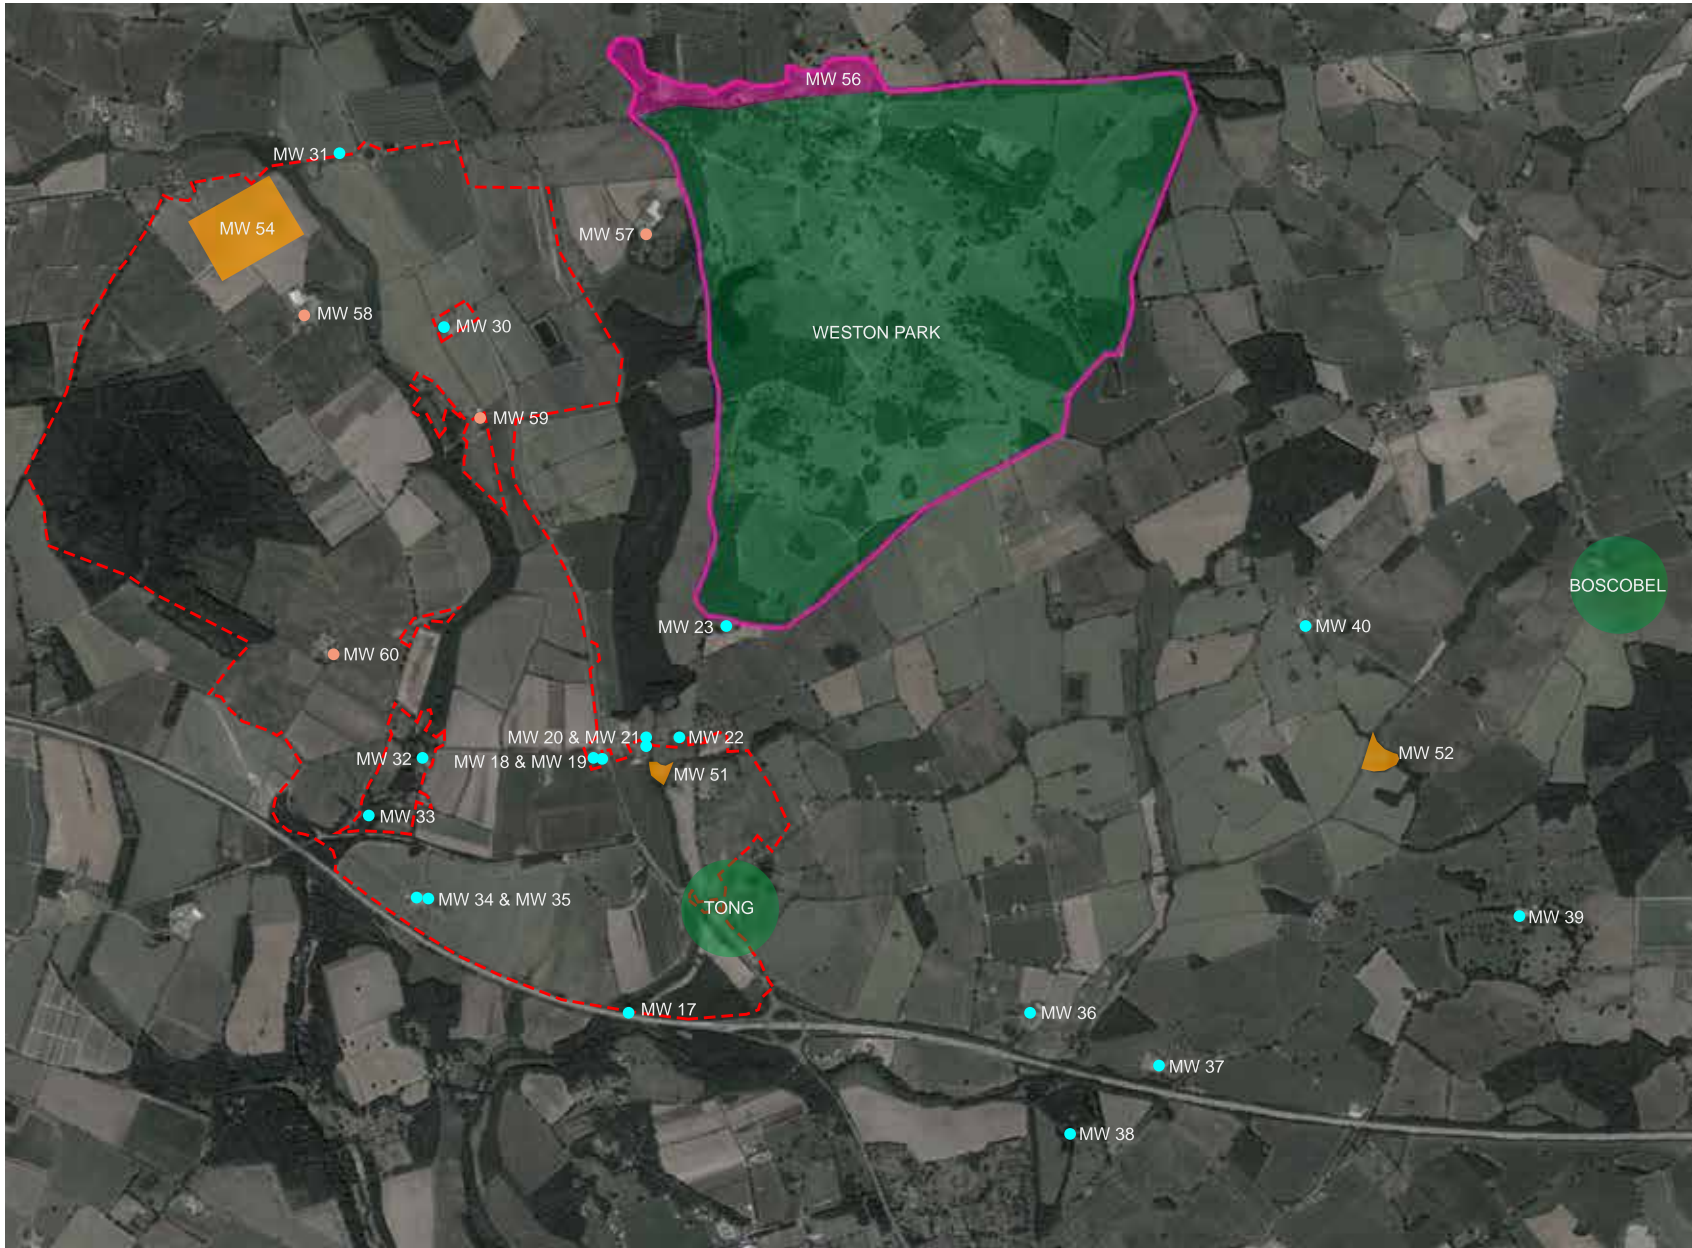 MW 56
MW 31
MW 54
MW 57
MW 58
MW 30
WESTON PARK
MW 59
BOSCOBEL
MW 23
MW 40
MW 60
MW 20 & MW 21
MW 22
MW 32
MW 18 & MW 19
MW 52
MW 51
MW 33
MW 34 & MW 35
TONG
MW 39
MW 17
MW 36
MW 37
MW 38